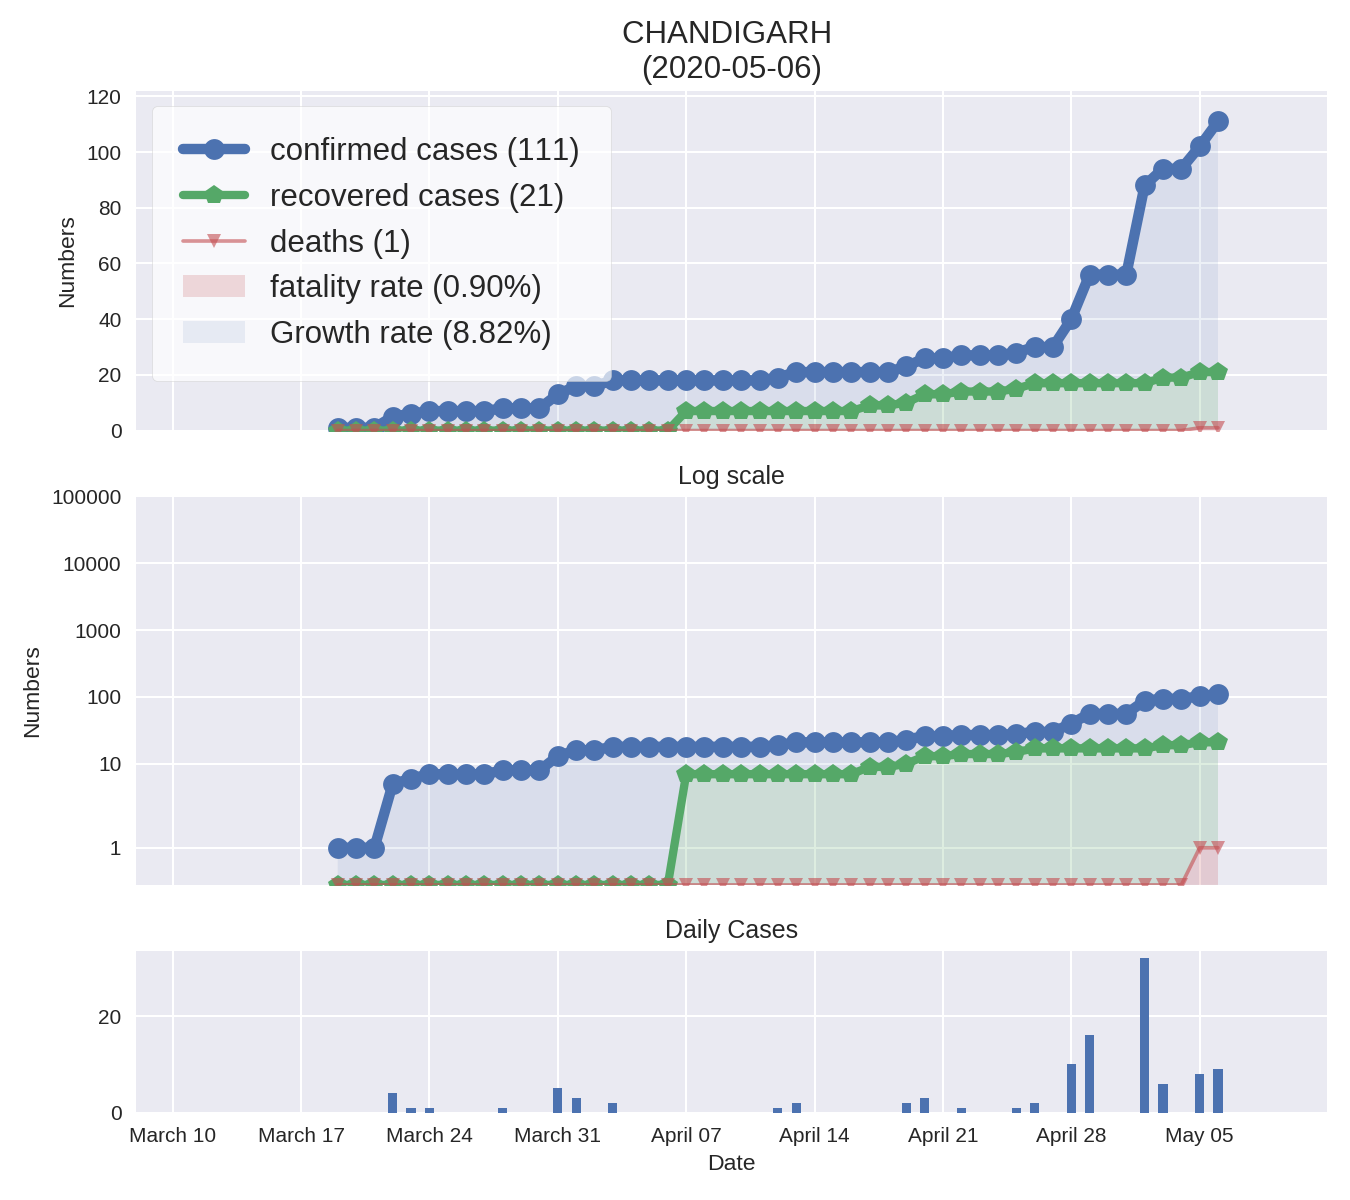 CHANDIGARH
(2020-05-06)
120
100
80
60
40
20
0
Numbers
confirmed cases (111)
recovered cases (21)
deaths (1)
fatality rate (0.90%)
Growth rate (8.82%)
Log scale
100000
10000
1000
100
10
1
Numbers
Daily Cases
20
0
March 10 March 17 March 24 March 31 April 07 April 14 April 21 April 28 May 05
Date